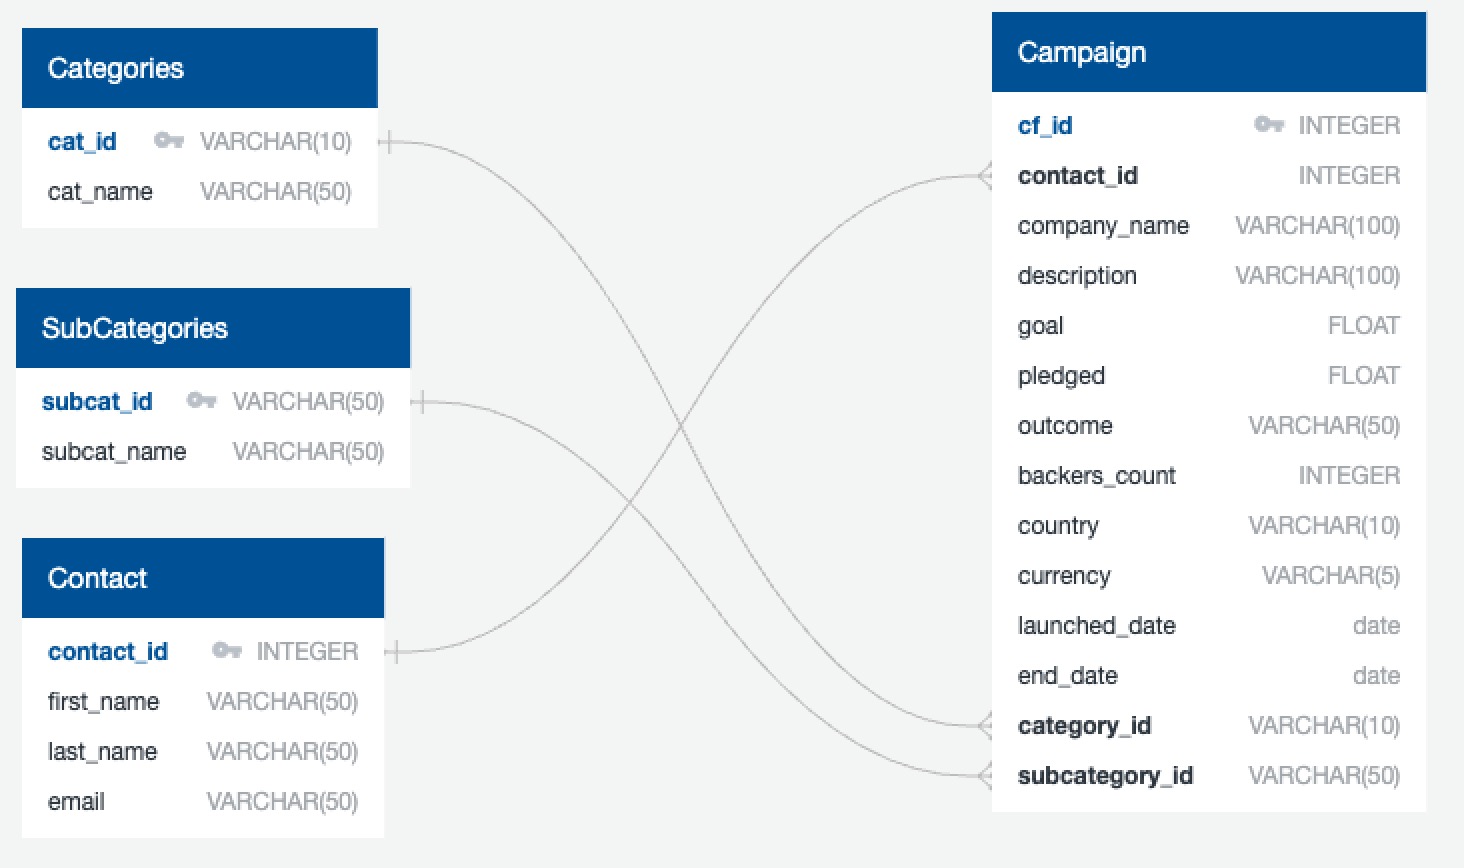 Categories
cat_id VARCHAR(10)
cat_name VARCHAR(50)
SubCategories
subcat_id VARCHAR(50)
subcat_name VARCHAR(50)
Contact
contact_id INTEGER
first_name VARCHAR(50)
last_name VARCHAR(50)
email VARCHAR(50)
Campaign
cf_id INTEGER
contact_id INTEGER
company_name VARCHAR(100)
description VARCHAR(100)
goal FLOAT
pledged FLOAT
outcome VARCHAR(50)
backers_count INTEGER
country VARCHAR(10)
currency VARCHAR(5)
launched_date date
end_date date
category_id VARCHAR(10)
subcategory_id VARCHAR(50)